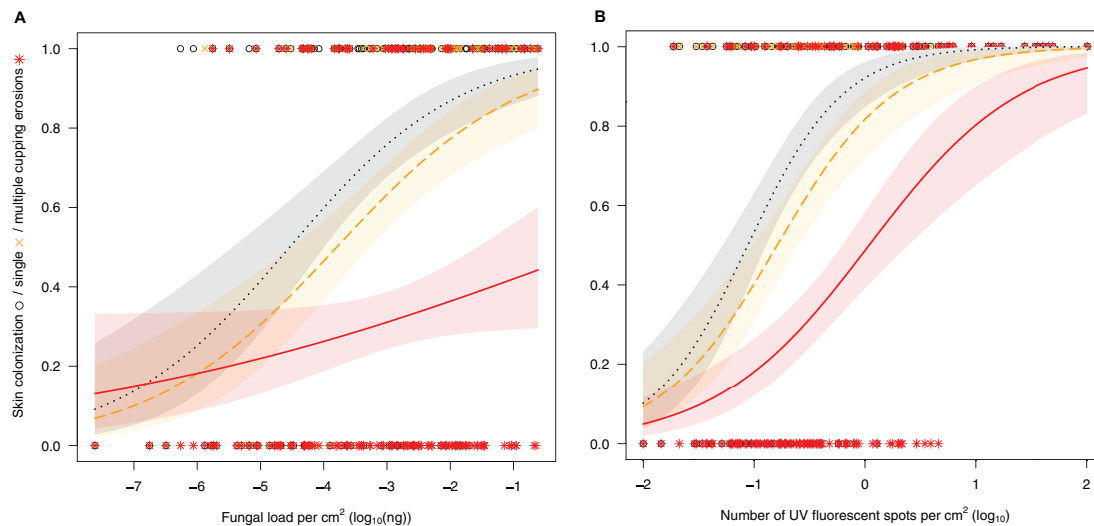 A
B
Skin colonization o / single × / multiple cupping erosions ✳
1.0
0.8
0.6
0.4
0.2
0.0
−7 −6 −5 −4 −3 −2 −1
Fungal load per cm² (log₁₀(ng))
1.0
0.8
0.6
0.4
0.2
0.0
−2 −1 0 1 2
Number of UV fluorescent spots per cm² (log₁₀)